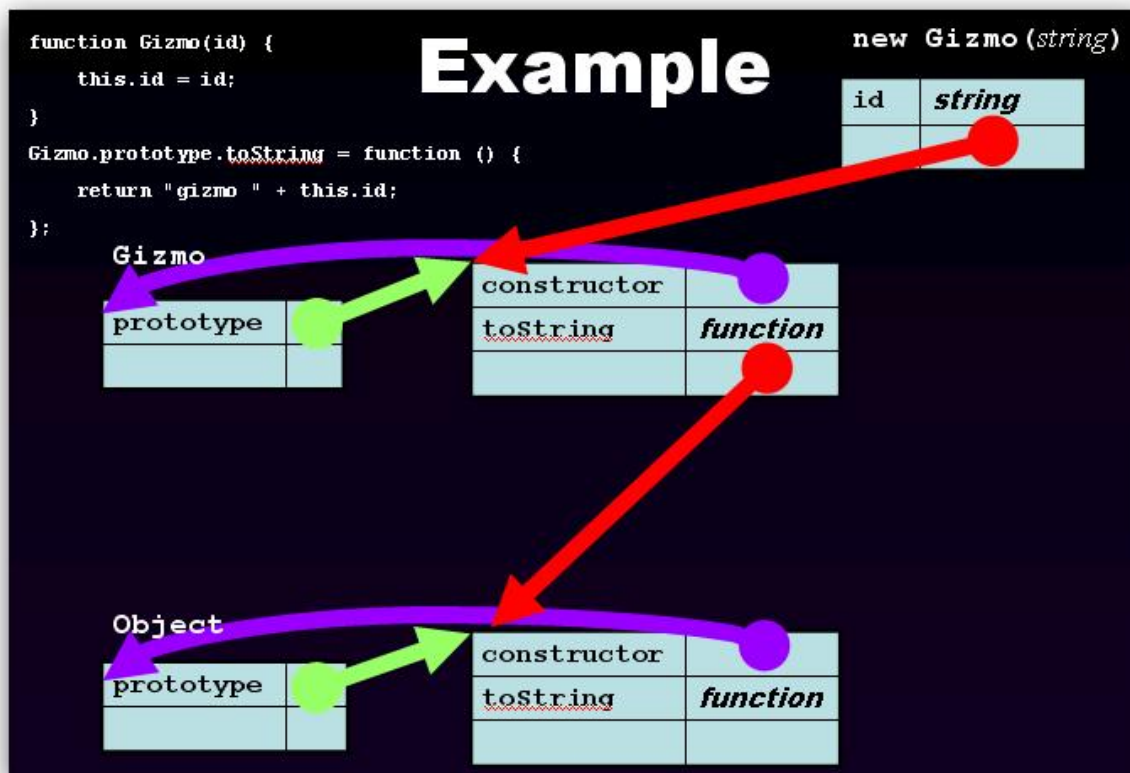 function Gizmo(id) {
this.id = id;
}
Gizmo.prototype.toString = function () {
return "gizmo " + this.id;
};
Example
new Gizmo(string)
id string
Gizmo
prototype
constructor
toString function
Object
prototype
constructor
toString function